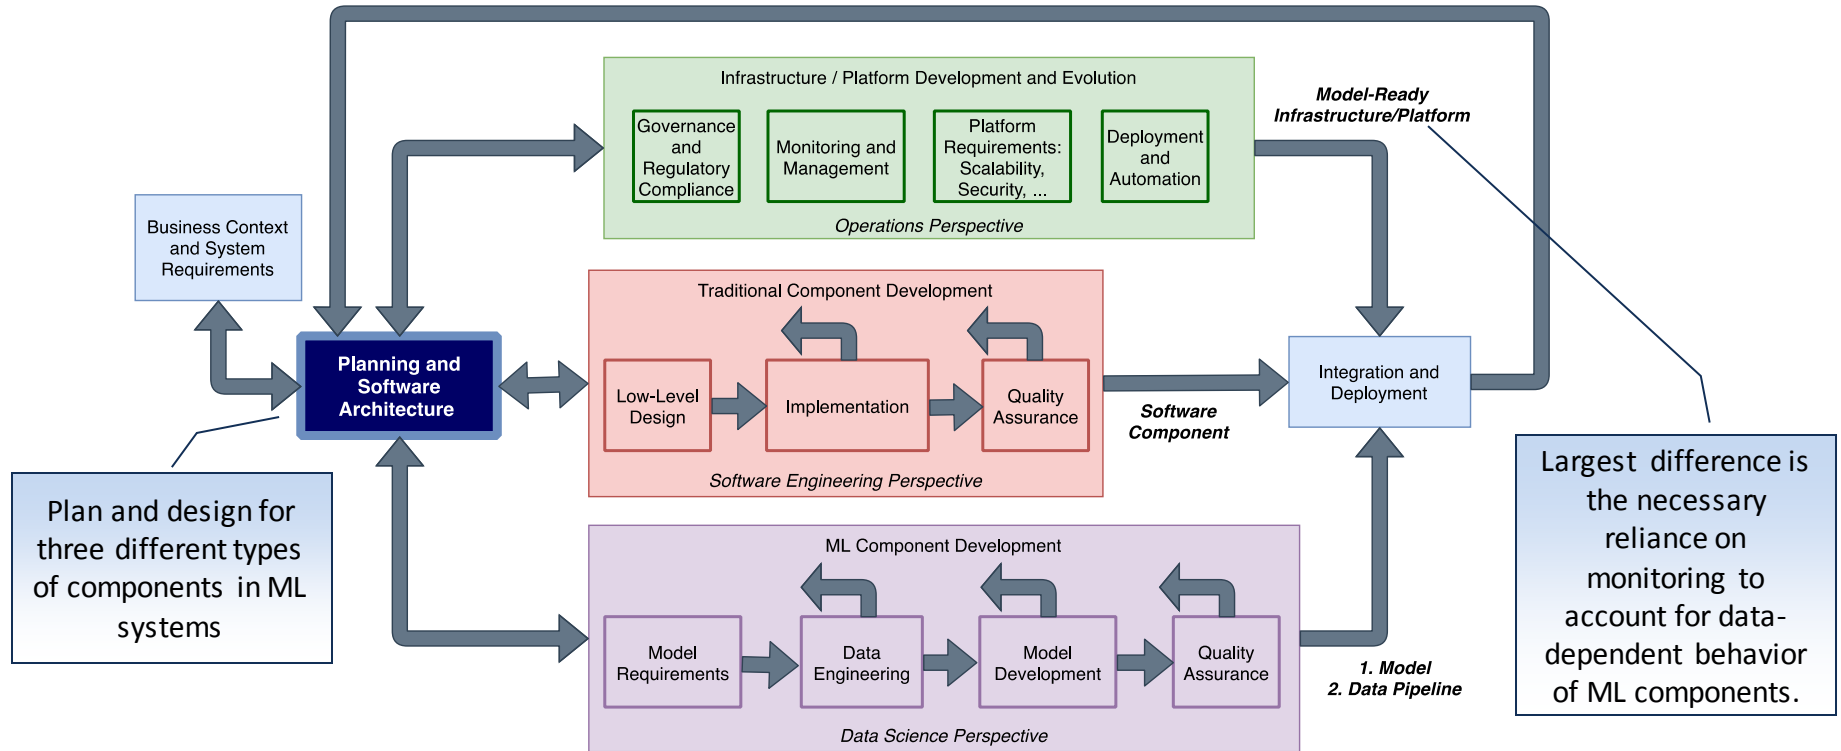 Infrastructure / Platform Development and Evolution
Governance
and
Regulatory
Compliance
Monitoring and
Management
Platform
Requirements:
Scalability,
Security, ...
Deployment
and
Automation
Operations Perspective
Model-Ready
Infrastructure/Platform
Business Context
and System
Requirements
Planning and
Software
Architecture
Traditional Component Development
Low-Level
Design
Implementation
Quality
Assurance
Software Engineering Perspective
Software
Component
Integration and
Deployment
Plan and design for
three different types
of components in ML
systems
ML Component Development
Model
Requirements
Data
Engineering
Model
Development
Quality
Assurance
Data Science Perspective
1. Model
2. Data Pipeline
Largest difference is
the necessary
reliance on
monitoring to
account for data-
dependent behavior
of ML components.